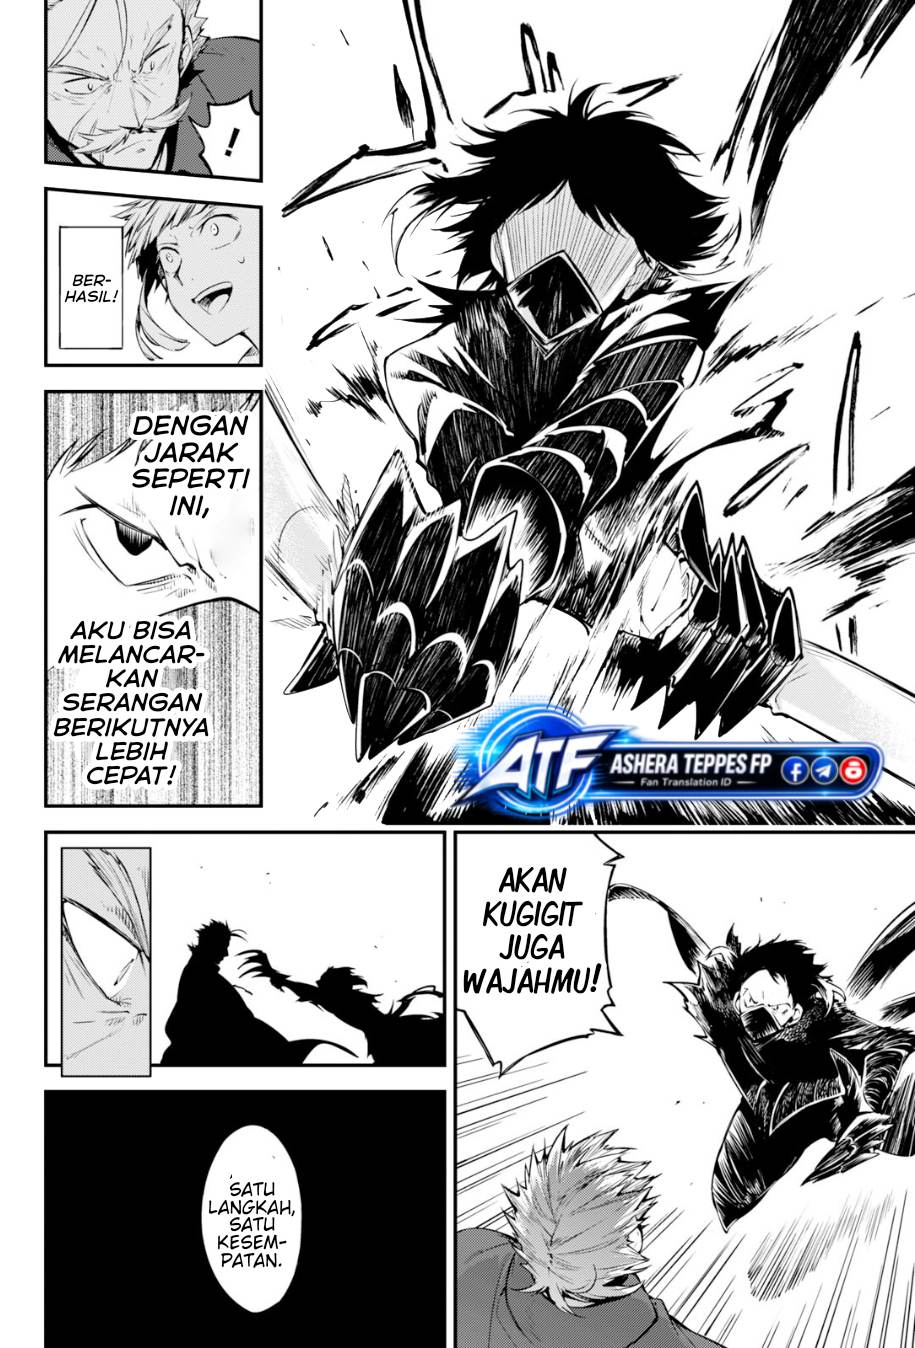 !
BER-
HASIL!
DENGAN
JARAK
SEPERTI
INI,
AKU BISA
MELANCAR-
KAN
SERANGAN
BERIKUTNYA
LEBIH
CEPAT!
ATF
ASHERA TEPPES FP
Fan Translation ID
AKAN
KUGIGIT
JUGA
WAJAHMU!
SATU
LANGKAH,
SATU
KESEM-
PATAN.